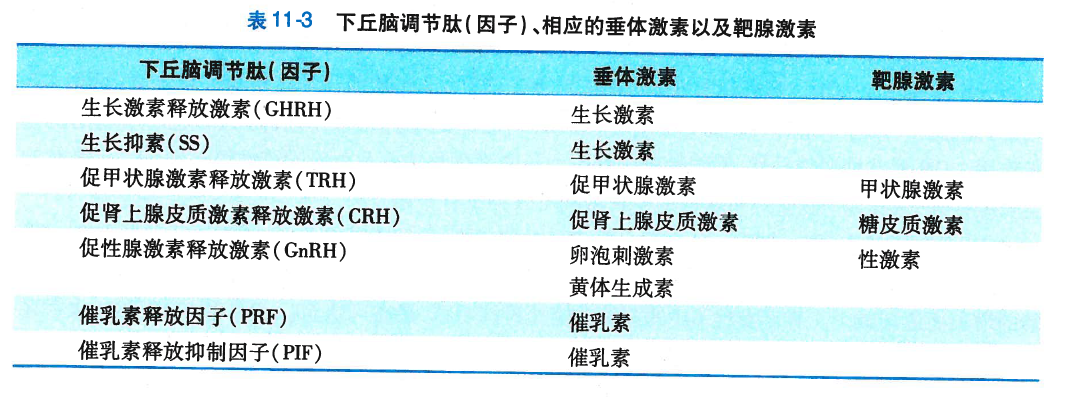 表11-3 下丘脑调节肽(因子)、相应的垂体激素以及靶腺激素
下丘脑调节肽(因子) 垂体激素 靶腺激素
生长激素释放激素(GHRH) 生长激素
生长抑素(SS) 生长激素
促甲状腺激素释放激素(TRH) 促甲状腺激素 甲状腺激素
促肾上腺皮质激素释放激素(CRH) 促肾上腺皮质激素 糖皮质激素
促性腺激素释放激素(GnRH) 卵泡刺激素 性激素
黄体生成素
催乳素释放因子(PRF) 催乳素
催乳素释放抑制因子(PIF) 催乳素